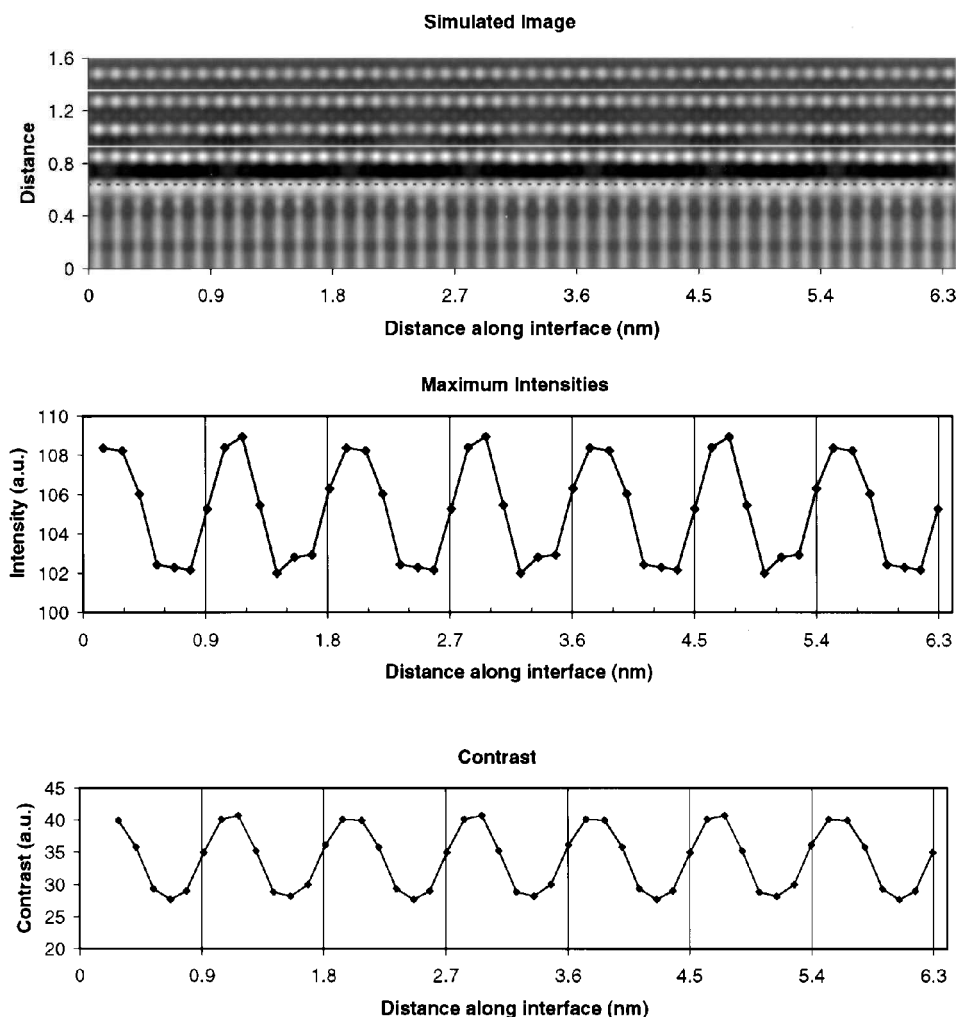 Simulated Image
Distance
1.6
1.2
0.8
0.4
0
0 0.9 1.8 2.7 3.6 4.5 5.4 6.3
Distance along interface (nm)
Maximum Intensities
Intensity (a.u.)
110
108
106
104
102
100
0 0.9 1.8 2.7 3.6 4.5 5.4 6.3
Distance along interface (nm)
Contrast
Contrast (a.u.)
45
40
35
30
25
20
0 0.9 1.8 2.7 3.6 4.5 5.4 6.3
Distance along interface (nm)